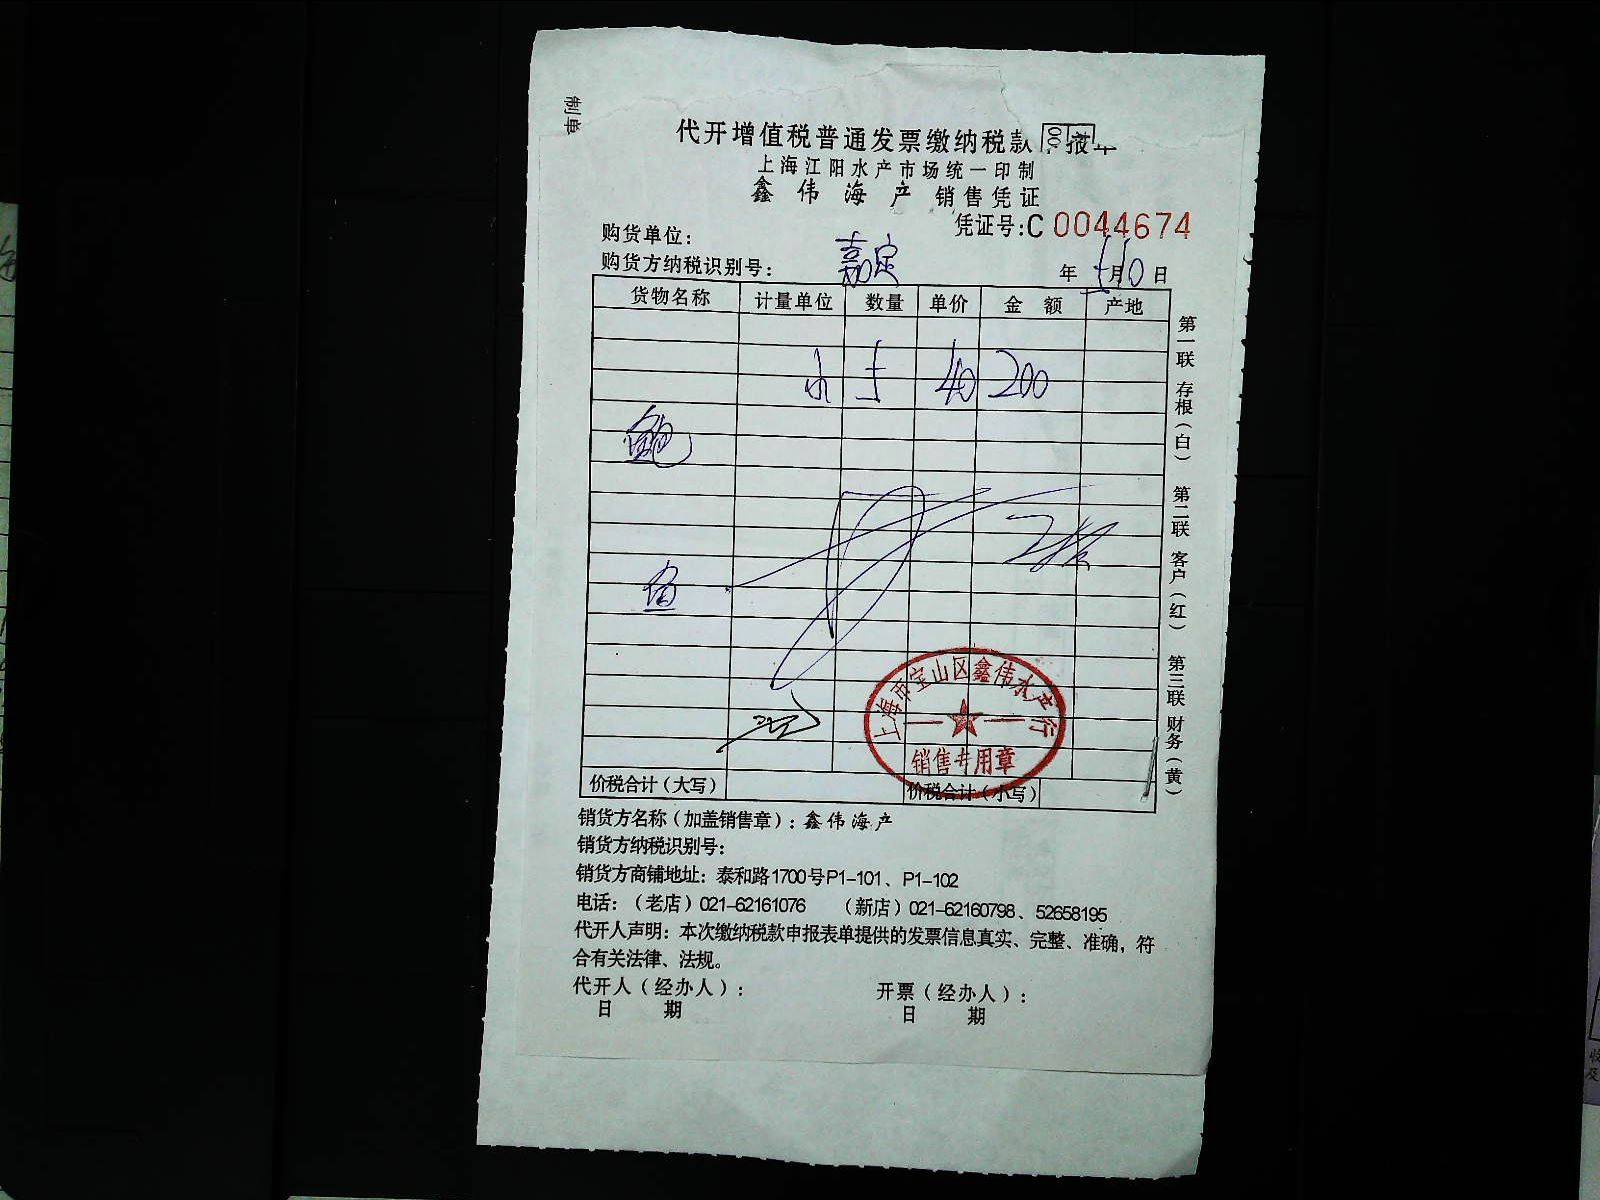 制单
代开增值税普通发票缴纳税款 报单
上海江阳水产市场统一印制
鑫伟海产 销售凭证
凭证号:C 0044674
购货单位:
购货方纳税识别号: 嘉定 年 月10日
货物名称 计量单位 数量 单价 金额 产地
小 40 200
鲍
鱼
上海市宝山区鑫伟水产行
销售专用章
价税合计(大写) 价税合计(小写)
第一联 存根(白) 第二联 客户(红) 第三联 财务(黄)
销货方名称(加盖销售章):鑫伟海产
销货方纳税识别号:
销货方商铺地址:泰和路1700号P1-101、P1-102
电话:(老店)021-62161076 (新店)021-62160798、52658195
代开人声明:本次缴纳税款申报表单提供的发票信息真实、完整、准确,符
合有关法律、法规。
代开人(经办人): 开票(经办人):
日 期 日 期